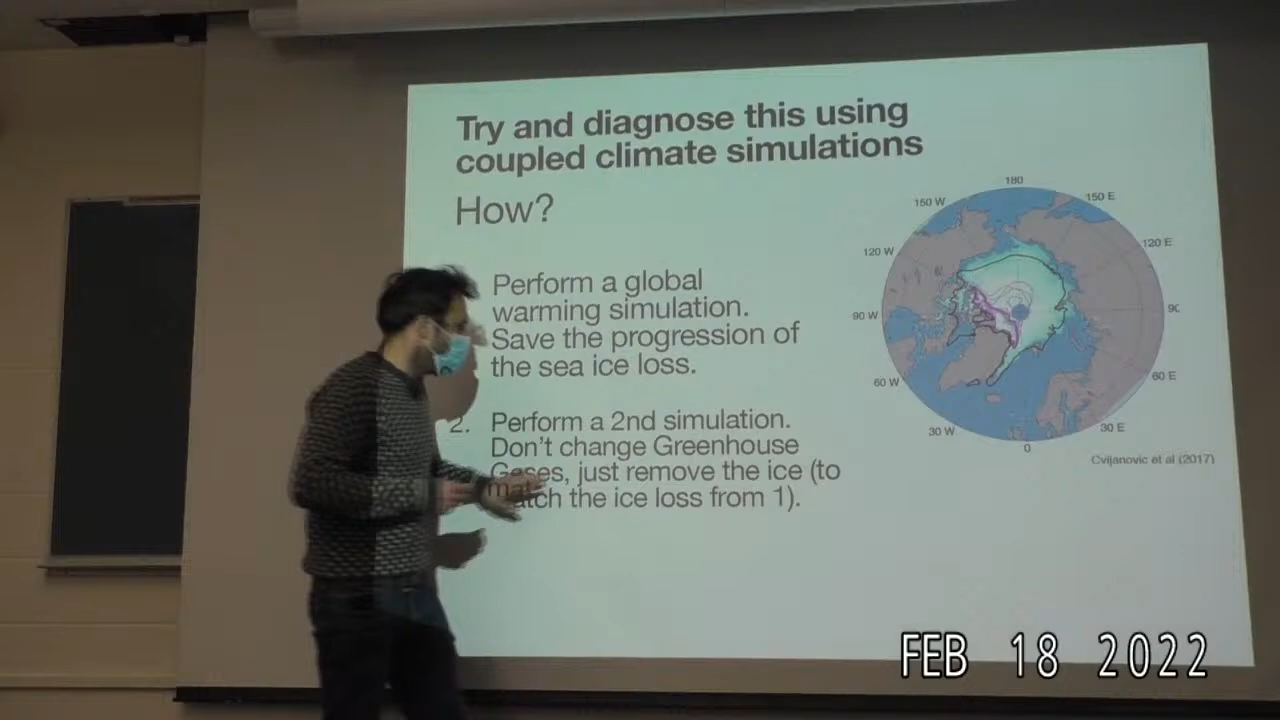 Try and diagnose this using
coupled climate simulations
How?
Perform a global
warming simulation.
Save the progression of
the sea ice loss.
2. Perform a 2nd simulation.
Don't change Greenhouse
Gases, just remove the ice (to
match the ice loss from 1).
180
150 W
150 E
120 W
120 E
90 W
90
60 W
60 E
30 W
30 E
0
Cvijanovic et al (2017)
FEB 18 2022